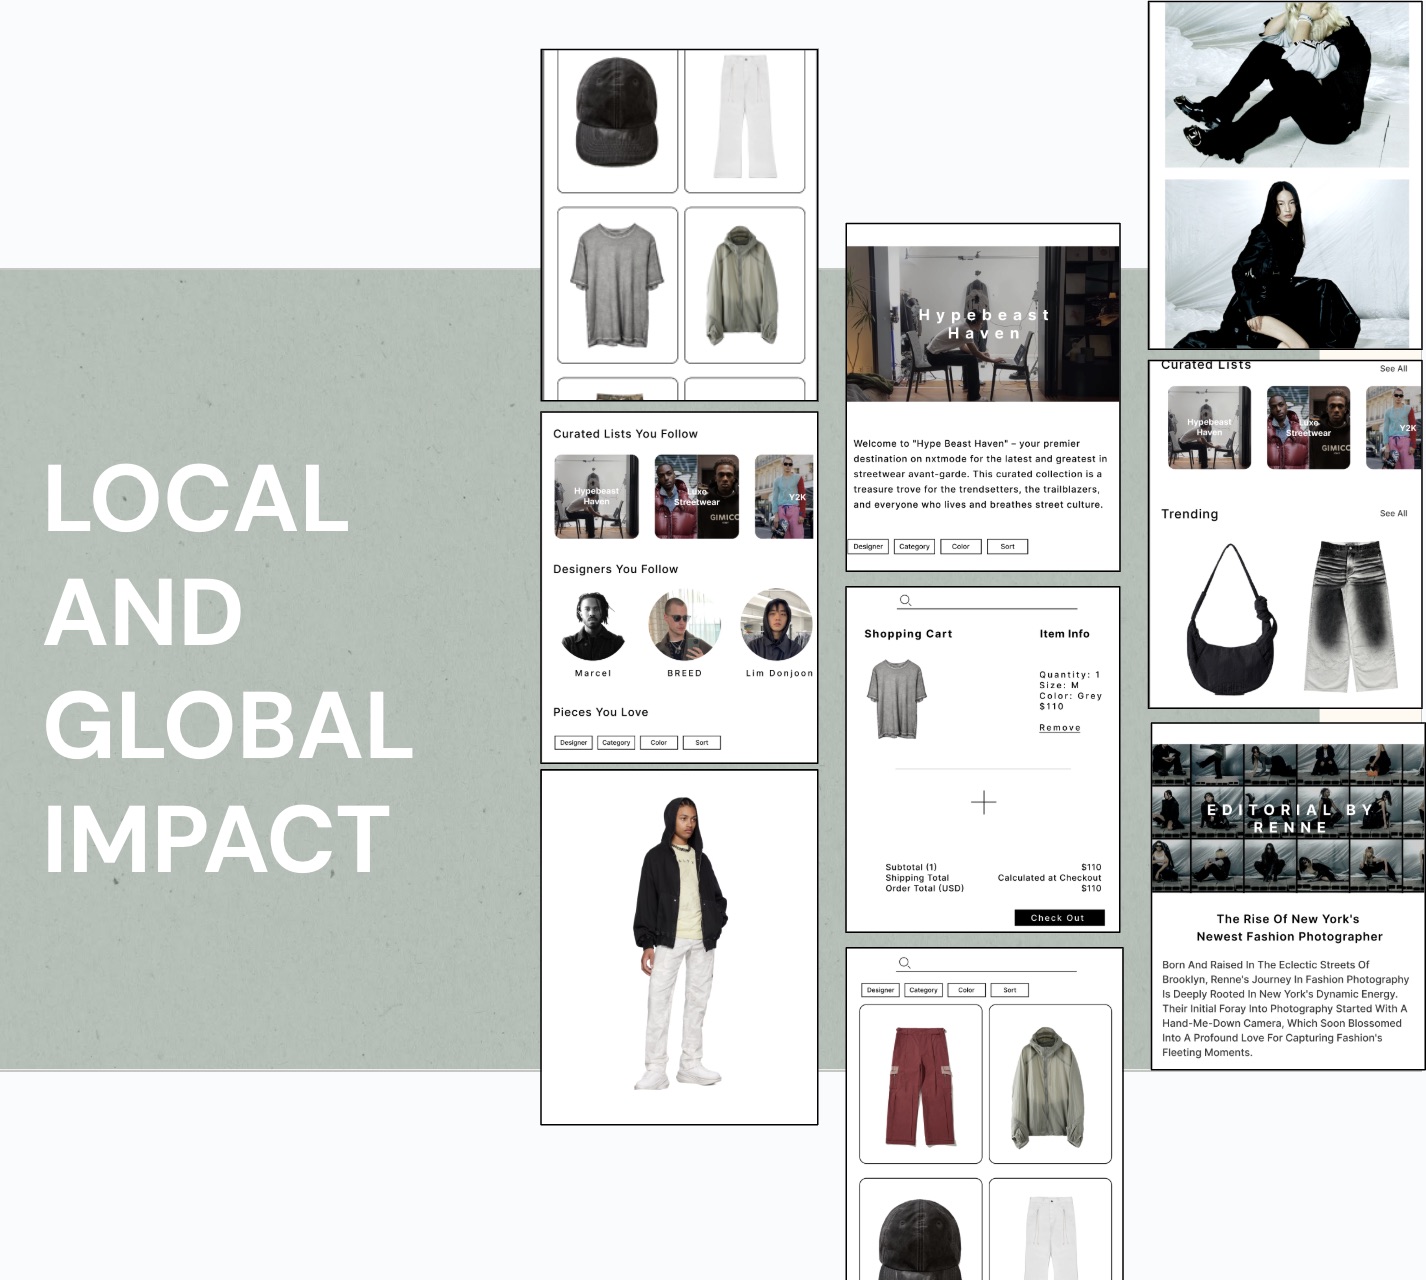 LOCAL
AND
GLOBAL
IMPACT
Curated Lists You Follow
Hypebeast
Haven
Luxe
Streetwear
GIMICO
Y2K
Designers You Follow
Marcel
BREED
Lim Donjoon
Pieces You Love
Designer
Category
Color
Sort
Hypebeast
Haven
Welcome to "Hype Beast Haven" – your premier
destination on nxtmode for the latest and greatest in
streetwear avant-garde. This curated collection is a
treasure trove for the trendsetters, the trailblazers,
and everyone who lives and breathes street culture.
Designer
Category
Color
Sort
Shopping Cart
Item Info
Quantity: 1
Size: M
Color: Grey
$110
Remove
Subtotal (1) $110
Shipping Total Calculated at Checkout
Order Total (USD) $110
Check Out
Designer
Category
Color
Sort
Curated Lists
See All
Hypebeast
Haven
Luxe
Streetwear
GIMICO
Y2K
Trending
See All
EDITORIAL BY
RENNE
The Rise Of New York's
Newest Fashion Photographer
Born And Raised In The Eclectic Streets Of
Brooklyn, Renne's Journey In Fashion Photography
Is Deeply Rooted In New York's Dynamic Energy.
Their Initial Foray Into Photography Started With A
Hand-Me-Down Camera, Which Soon Blossomed
Into A Profound Love For Capturing Fashion's
Fleeting Moments.